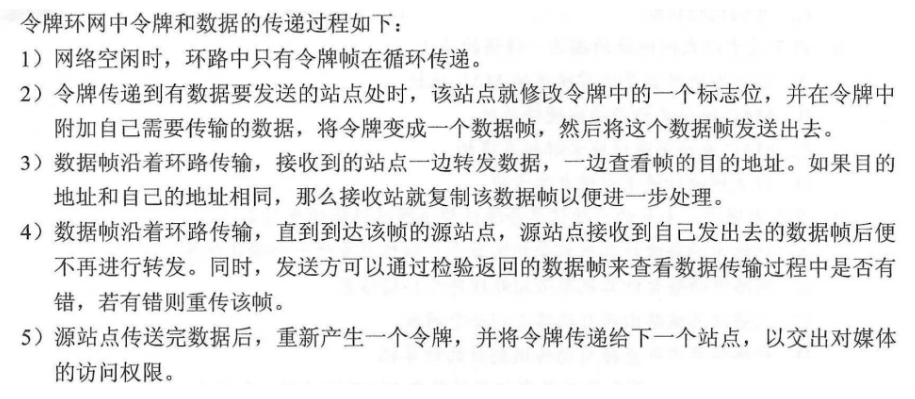 令牌环网中令牌和数据的传递过程如下：
1）网络空闲时，环路中只有令牌帧在循环传递。
2）令牌传递到有数据要发送的站点处时，该站点就修改令牌中的一个标志位，并在令牌中
附加自己需要传输的数据，将令牌变成一个数据帧，然后将这个数据帧发送出去。
3）数据帧沿着环路传输，接收到的站点一边转发数据，一边查看帧的目的地址。如果目的
地址和自己的地址相同，那么接收站就复制该数据帧以便进一步处理。
4）数据帧沿着环路传输，直到到达该帧的源站点，源站点接收到自己发出去的数据帧后便
不再进行转发。同时，发送方可以通过检验返回的数据帧来查看数据传输过程中是否有
错，若有错则重传该帧。
5）源站点传送完数据后，重新产生一个令牌，并将令牌传递给下一个站点，以交出对媒体
的访问权限。